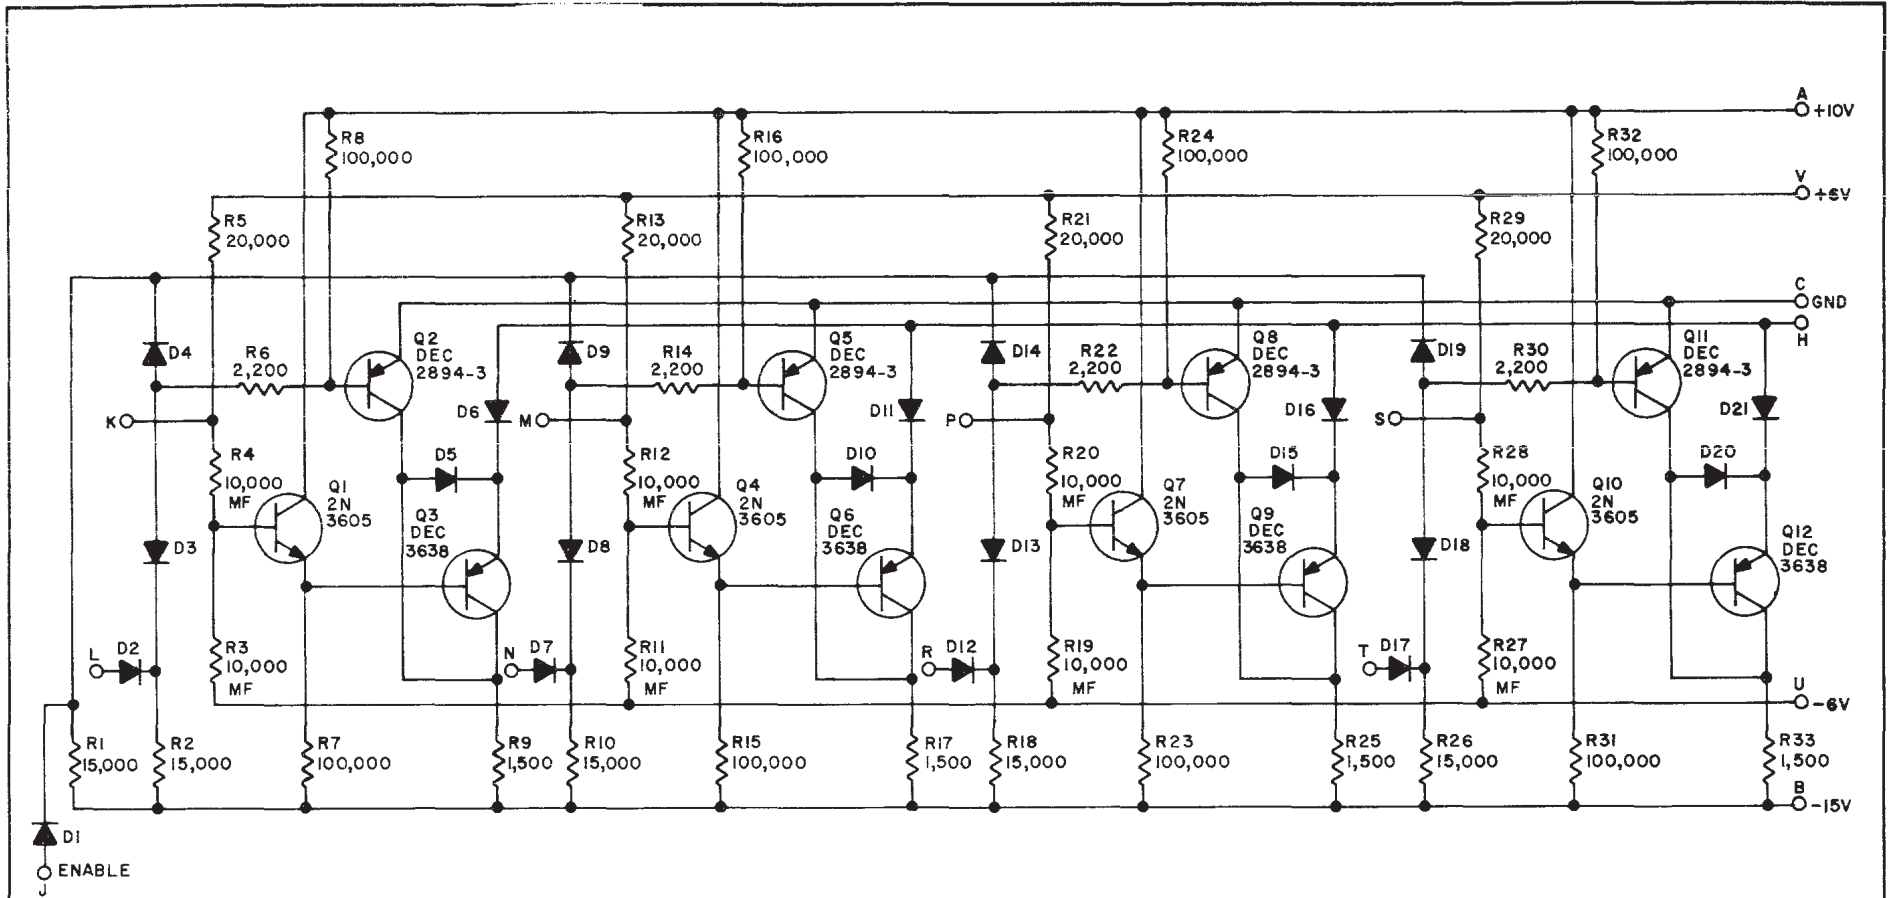 A
+10V
R8
100,000
R16
100,000
R24
100,000
R32
100,000
V
+6V
R5
20,000
R13
20,000
R21
20,000
R29
20,000
C
GND
H
D4
R6
2,200
Q2
DEC
2894-3
D9
R14
2,200
Q5
DEC
2894-3
D14
R22
2,200
Q8
DEC
2894-3
D19
R30
2,200
Q11
DEC
2894-3
K
D6
M
D11
P
D16
S
D21
R4
10,000
MF
Q1
2N
3605
D5
Q3
DEC
3638
R12
10,000
MF
Q4
2N
3605
D10
Q6
DEC
3638
R20
10,000
MF
Q7
2N
3605
D15
Q9
DEC
3638
R28
10,000
MF
Q10
2N
3605
D20
Q12
DEC
3638
D3
D8
D13
D18
L
D2
R3
10,000
MF
N
D7
R11
10,000
MF
R
D12
R19
10,000
MF
T
D17
R27
10,000
MF
U
-6V
R1
15,000
R2
15,000
R7
100,000
R9
1,500
R10
15,000
R15
100,000
R17
1,500
R18
15,000
R23
100,000
R25
1,500
R26
15,000
R31
100,000
R33
1,500
B
-15V
D1
ENABLE
J